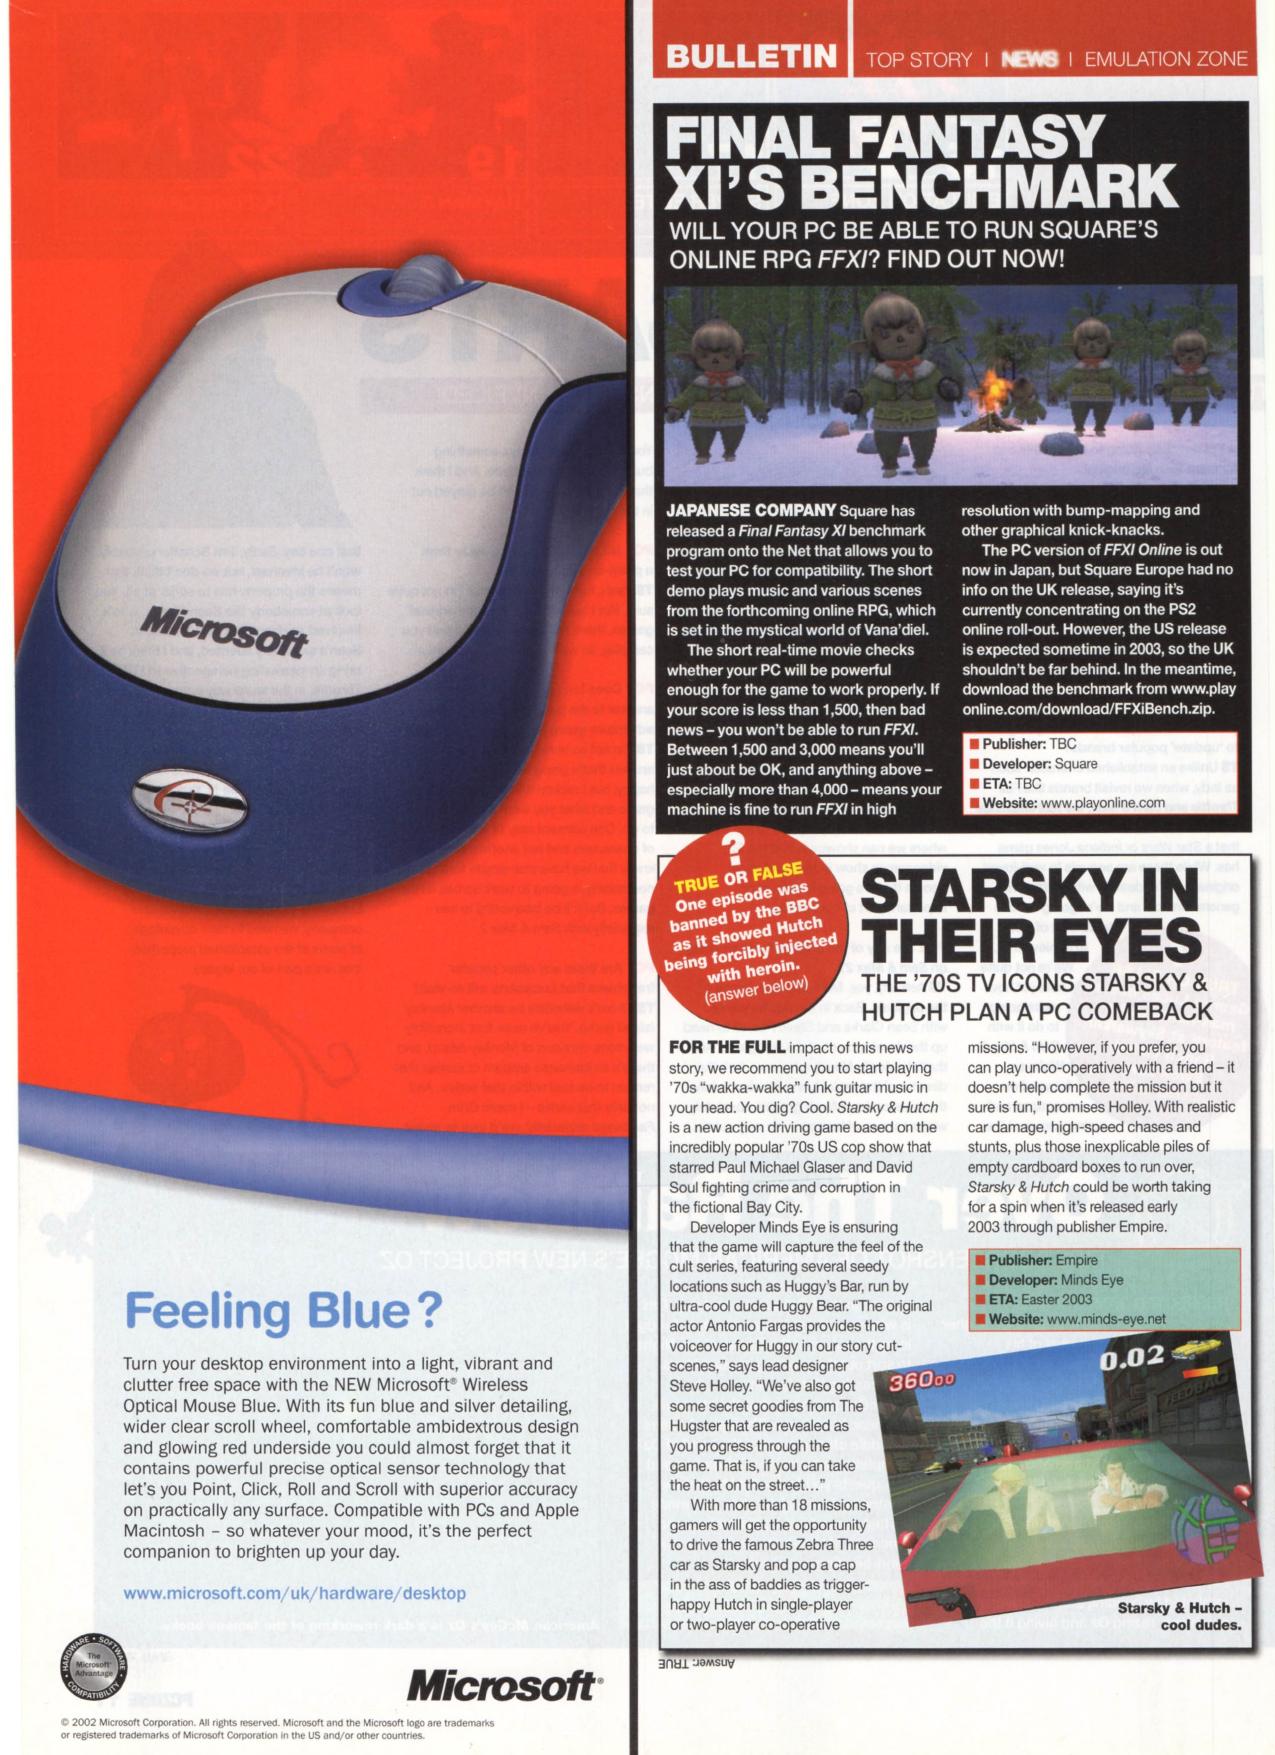 Microsoft
Feeling Blue?
Turn your desktop environment into a light, vibrant and
clutter free space with the NEW Microsoft® Wireless
Optical Mouse Blue. With its fun blue and silver detailing,
wider clear scroll wheel, comfortable ambidextrous design
and glowing red underside you could almost forget that it
contains powerful precise optical sensor technology that
let's you Point, Click, Roll and Scroll with superior accuracy
on practically any surface. Compatible with PCs and Apple
Macintosh – so whatever your mood, it's the perfect
companion to brighten up your day.
www.microsoft.com/uk/hardware/desktop
HARDWARE • SOFTWARE
The
Microsoft
Advantage
COMPATIBILITY
Microsoft®
© 2002 Microsoft Corporation. All rights reserved. Microsoft and the Microsoft logo are trademarks
or registered trademarks of Microsoft Corporation in the US and/or other countries.
BULLETIN
TOP STORY | NEWS | EMULATION ZONE
FINAL FANTASY
XI'S BENCHMARK
WILL YOUR PC BE ABLE TO RUN SQUARE'S
ONLINE RPG FFXI? FIND OUT NOW!
JAPANESE COMPANY Square has
released a Final Fantasy XI benchmark
program onto the Net that allows you to
test your PC for compatibility. The short
demo plays music and various scenes
from the forthcoming online RPG, which
is set in the mystical world of Vana'diel.
The short real-time movie checks
whether your PC will be powerful
enough for the game to work properly. If
your score is less than 1,500, then bad
news – you won't be able to run FFXI.
Between 1,500 and 3,000 means you'll
just about be OK, and anything above –
especially more than 4,000 – means your
machine is fine to run FFXI in high
resolution with bump-mapping and
other graphical knick-knacks.
The PC version of FFXI Online is out
now in Japan, but Square Europe had no
info on the UK release, saying it's
currently concentrating on the PS2
online roll-out. However, the US release
is expected sometime in 2003, so the UK
shouldn't be far behind. In the meantime,
download the benchmark from www.play
online.com/download/FFXiBench.zip.
Publisher: TBC
Developer: Square
ETA: TBC
Website: www.playonline.com
?
TRUE OR FALSE
One episode was
banned by the BBC
as it showed Hutch
being forcibly injected
with heroin.
(answer below)
STARSKY IN
THEIR EYES
THE '70S TV ICONS STARSKY &
HUTCH PLAN A PC COMEBACK
FOR THE FULL impact of this news
story, we recommend you to start playing
'70s "wakka-wakka" funk guitar music in
your head. You dig? Cool. Starsky & Hutch
is a new action driving game based on the
incredibly popular '70s US cop show that
starred Paul Michael Glaser and David
Soul fighting crime and corruption in
the fictional Bay City.
Developer Minds Eye is ensuring
that the game will capture the feel of the
cult series, featuring several seedy
locations such as Huggy's Bar, run by
ultra-cool dude Huggy Bear. "The original
actor Antonio Fargas provides the
voiceover for Huggy in our story cut-
scenes," says lead designer
Steve Holley. "We've also got
some secret goodies from The
Hugster that are revealed as
you progress through the
game. That is, if you can take
the heat on the street..."
With more than 18 missions,
gamers will get the opportunity
to drive the famous Zebra Three
car as Starsky and pop a cap
in the ass of baddies as trigger-
happy Hutch in single-player
or two-player co-operative
missions. "However, if you prefer, you
can play unco-operatively with a friend – it
doesn't help complete the mission but it
sure is fun," promises Holley. With realistic
car damage, high-speed chases and
stunts, plus those inexplicable piles of
empty cardboard boxes to run over,
Starsky & Hutch could be worth taking
for a spin when it's released early
2003 through publisher Empire.
Publisher: Empire
Developer: Minds Eye
ETA: Easter 2003
Website: www.minds-eye.net
36000
0.02
FEEDBAG
Starsky & Hutch –
cool dudes.
Answer: TRUE